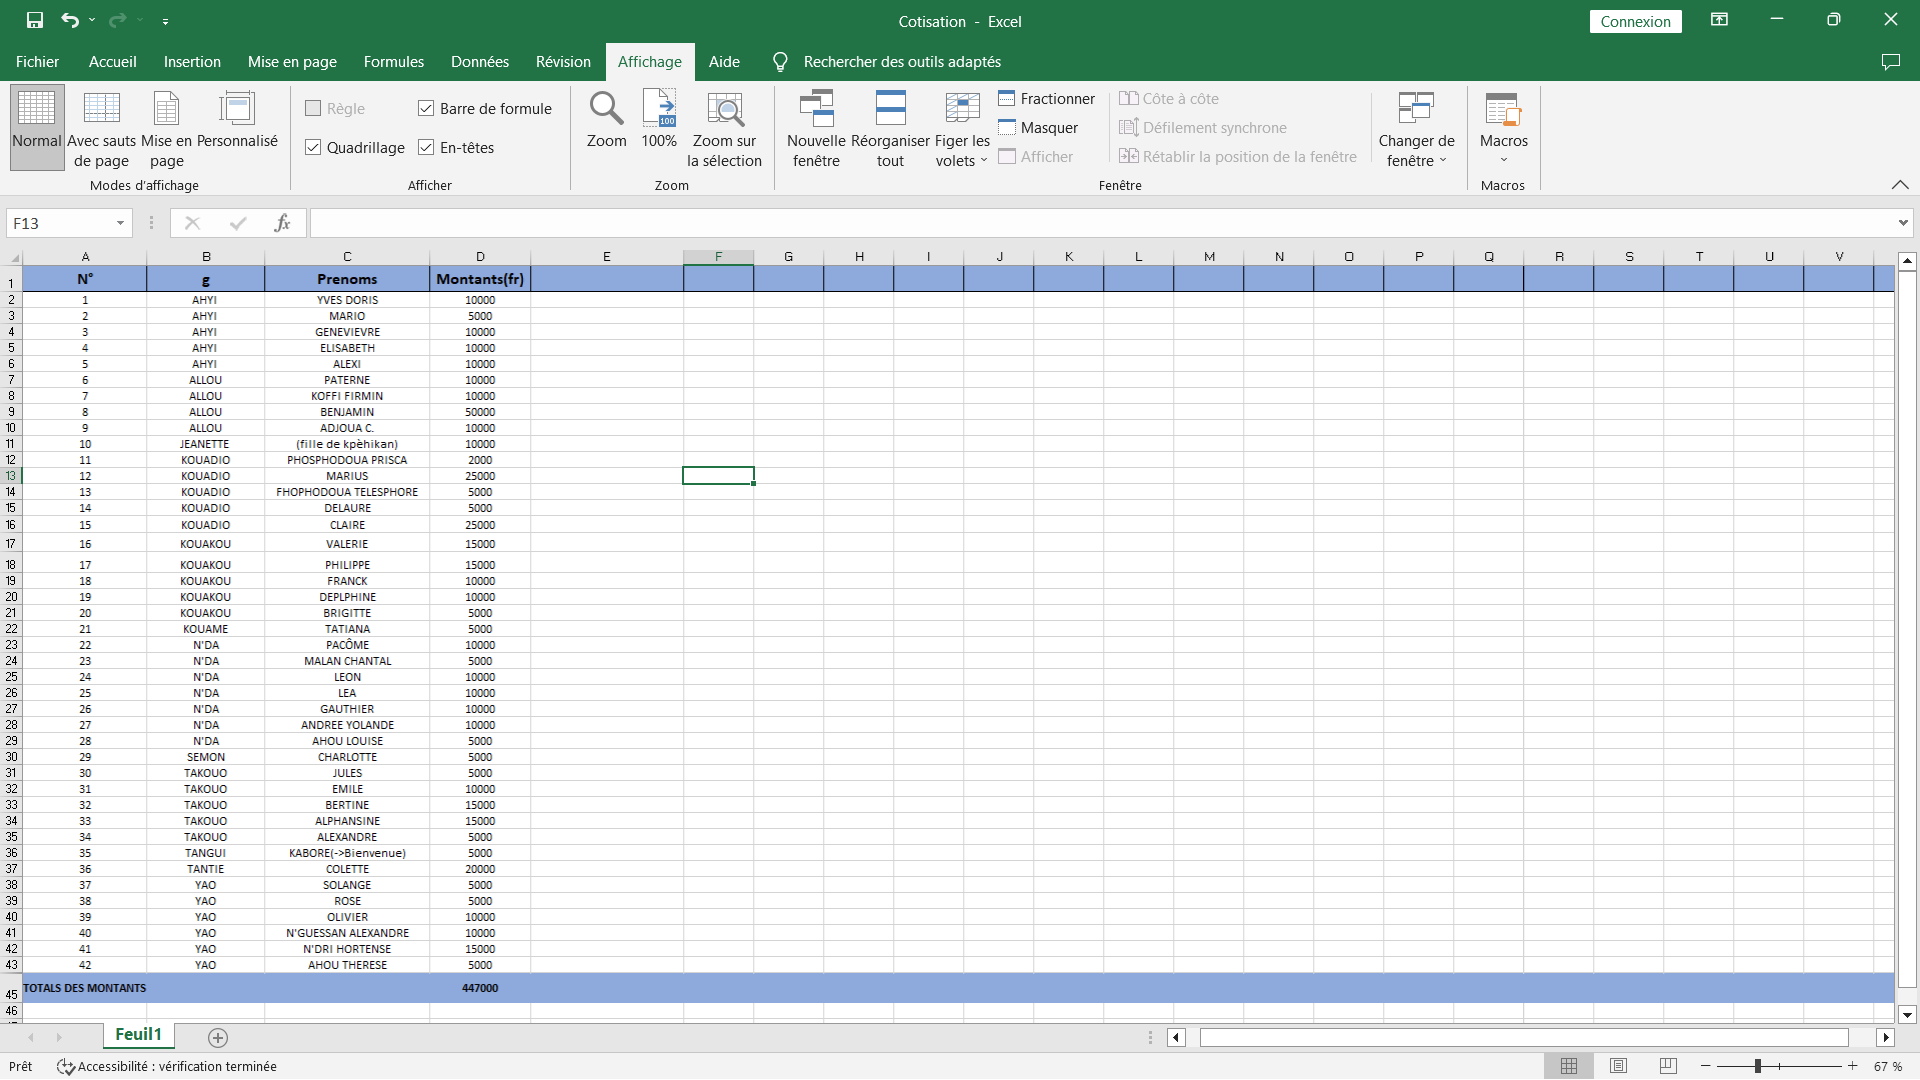 Cotisation - Excel
Connexion
Fichier Accueil Insertion Mise en page Formules Données Révision Affichage Aide Rechercher des outils adaptés
Normal Avec sauts de page Mise en page Personnalisé
Modes d'affichage
Règle Barre de formule
Quadrillage En-têtes
Afficher
Zoom 100% Zoom sur la sélection
100
Zoom
Nouvelle fenêtre Réorganiser tout Figer les volets
Fractionner
Masquer
Afficher
Côte à côte
Défilement synchrone
Rétablir la position de la fenêtre
Changer de fenêtre
Fenêtre
Macros
Macros
F13 fx
A B C D E F G H I J K L M N O P Q R S T U V
1 N° g Prenoms Montants(fr)
2 1 AHYI YVES DORIS 10000
3 2 AHYI MARIO 5000
4 3 AHYI GENEVIEVRE 10000
5 4 AHYI ELISABETH 10000
6 5 AHYI ALEXI 10000
7 6 ALLOU PATERNE 10000
8 7 ALLOU KOFFI FIRMIN 10000
9 8 ALLOU BENJAMIN 50000
10 9 ALLOU ADJOUA C. 10000
11 10 JEANETTE (fille de kpèhikan) 10000
12 11 KOUADIO PHOSPHODOUA PRISCA 2000
13 12 KOUADIO MARIUS 25000
14 13 KOUADIO FHOPHODOUA TELESPHORE 5000
15 14 KOUADIO DELAURE 5000
16 15 KOUADIO CLAIRE 25000
17 16 KOUAKOU VALERIE 15000
18 17 KOUAKOU PHILIPPE 15000
19 18 KOUAKOU FRANCK 10000
20 19 KOUAKOU DEPLPHINE 10000
21 20 KOUAKOU BRIGITTE 5000
22 21 KOUAME TATIANA 5000
23 22 N'DA PACÔME 10000
24 23 N'DA MALAN CHANTAL 5000
25 24 N'DA LEON 10000
26 25 N'DA LEA 10000
27 26 N'DA GAUTHIER 10000
28 27 N'DA ANDREE YOLANDE 10000
29 28 N'DA AHOU LOUISE 5000
30 29 SEMON CHARLOTTE 5000
31 30 TAKOUO JULES 5000
32 31 TAKOUO EMILE 10000
33 32 TAKOUO BERTINE 15000
34 33 TAKOUO ALPHANSINE 15000
35 34 TAKOUO ALEXANDRE 5000
36 35 TANGUI KABORE(->Bienvenue) 5000
37 36 TANTIE COLETTE 20000
38 37 YAO SOLANGE 5000
39 38 YAO ROSE 5000
40 39 YAO OLIVIER 10000
41 40 YAO N'GUESSAN ALEXANDRE 10000
42 41 YAO N'DRI HORTENSE 15000
43 42 YAO AHOU THERESE 5000
45 TOTALS DES MONTANTS 447000
46
Feuil1
Prêt Accessibilité : vérification terminée 67 %